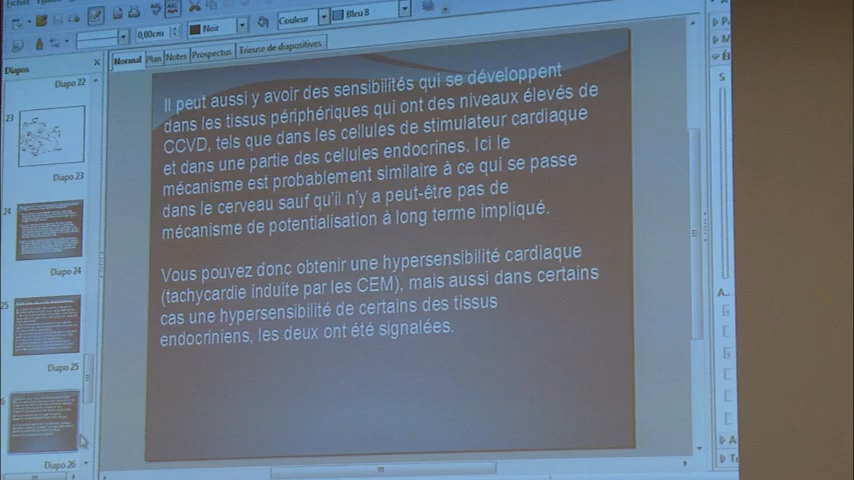 0,00cm
Noir
Couleur
Bleu 8
Normal
Plan
Notes
Prospectus
Trieuse de diapositives
Diapos
Diapo 22
23
Diapo 23
24
Diapo 24
25
Diapo 25
Diapo 26
Il peut aussi y avoir des sensibilités qui se développent
dans les tissus périphériques qui ont des niveaux élevés de
CCVD, tels que dans les cellules de stimulateur cardiaque
et dans une partie des cellules endocrines. Ici le
mécanisme est probablement similaire à ce qui se passe
dans le cerveau sauf qu'il n'y a peut-être pas de
mécanisme de potentialisation à long terme impliqué.
Vous pouvez donc obtenir une hypersensibilité cardiaque
(tachycardie induite par les CEM), mais aussi dans certains
cas une hypersensibilité de certains des tissus
endocriniens, les deux ont été signalées.